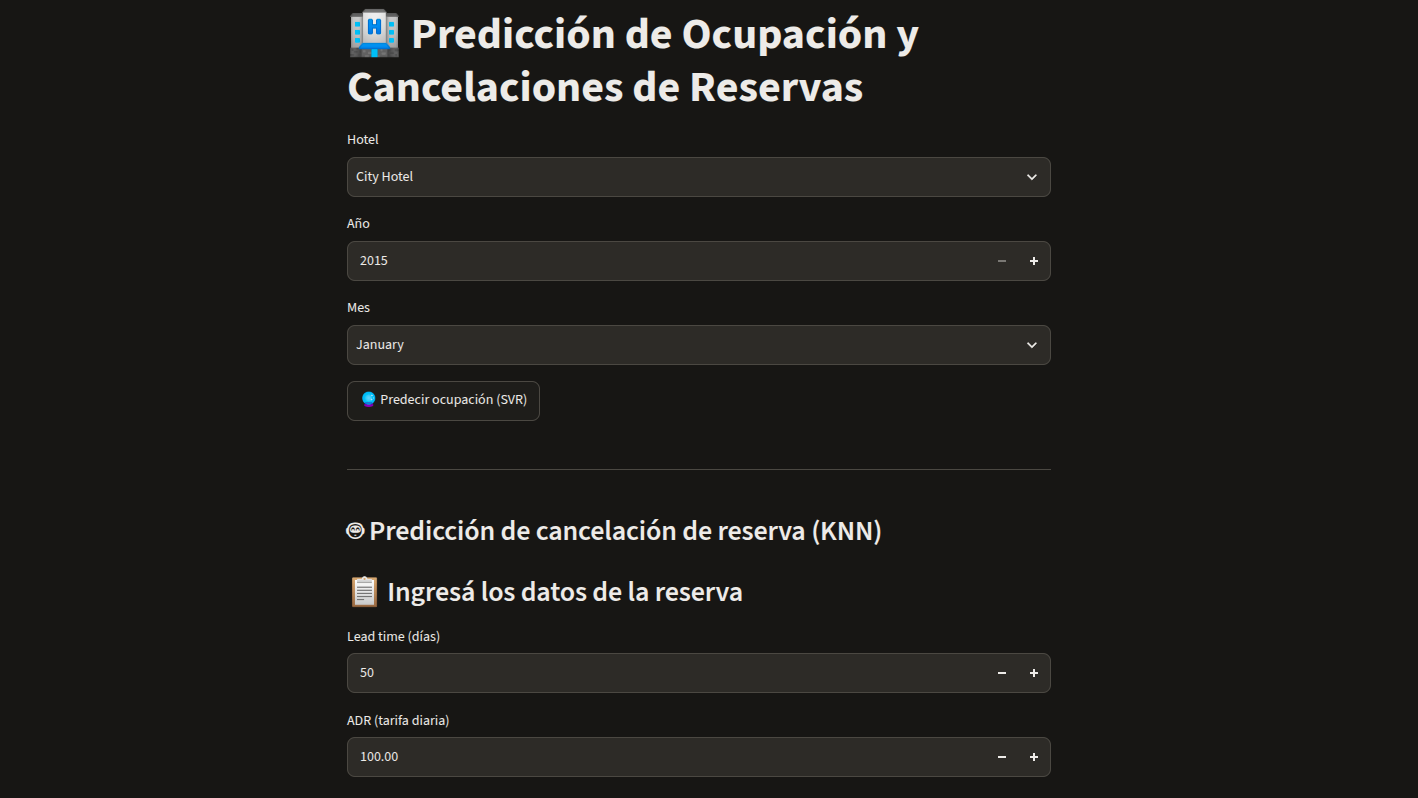 Predicción de Ocupación y
Cancelaciones de Reservas
Hotel
City Hotel
Año
2015
Mes
January
Predecir ocupación (SVR)
Predicción de cancelación de reserva (KNN)
Ingresá los datos de la reserva
Lead time (días)
50
ADR (tarifa diaria)
100.00